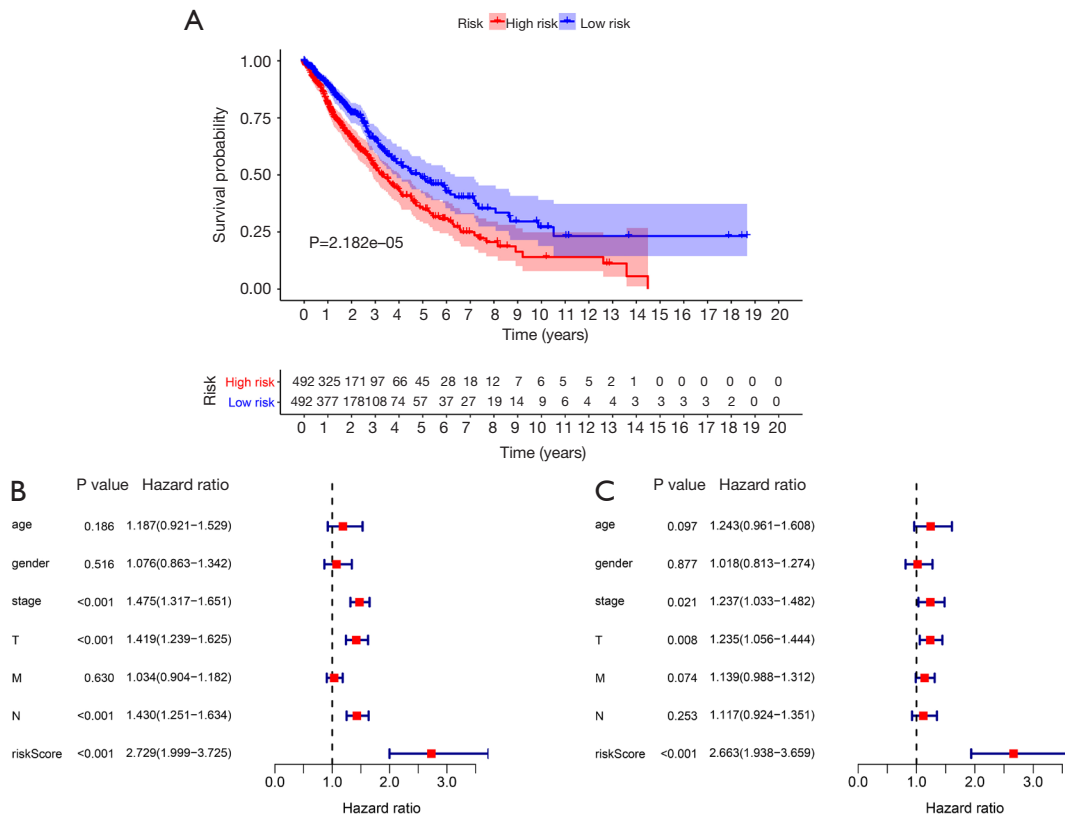 A
Risk High risk Low risk
Survival probability
1.00
0.75
0.50
0.25
0.00
P=2.182e–05
0 1 2 3 4 5 6 7 8 9 10 11 12 13 14 15 16 17 18 19 20
Time (years)
Risk
High risk 492 325 171 97 66 45 28 18 12 7 6 5 5 2 1 0 0 0 0 0 0
Low risk 492 377 178 108 74 57 37 27 19 14 9 6 4 4 3 3 3 3 2 0 0
0 1 2 3 4 5 6 7 8 9 10 11 12 13 14 15 16 17 18 19 20
Time (years)
B
P value Hazard ratio
age 0.186 1.187(0.921–1.529)
gender 0.516 1.076(0.863–1.342)
stage <0.001 1.475(1.317–1.651)
T <0.001 1.419(1.239–1.625)
M 0.630 1.034(0.904–1.182)
N <0.001 1.430(1.251–1.634)
riskScore <0.001 2.729(1.999–3.725)
0.0 1.0 2.0 3.0
Hazard ratio
C
P value Hazard ratio
age 0.097 1.243(0.961–1.608)
gender 0.877 1.018(0.813–1.274)
stage 0.021 1.237(1.033–1.482)
T 0.008 1.235(1.056–1.444)
M 0.074 1.139(0.988–1.312)
N 0.253 1.117(0.924–1.351)
riskScore <0.001 2.663(1.938–3.659)
0.0 1.0 2.0 3.0
Hazard ratio